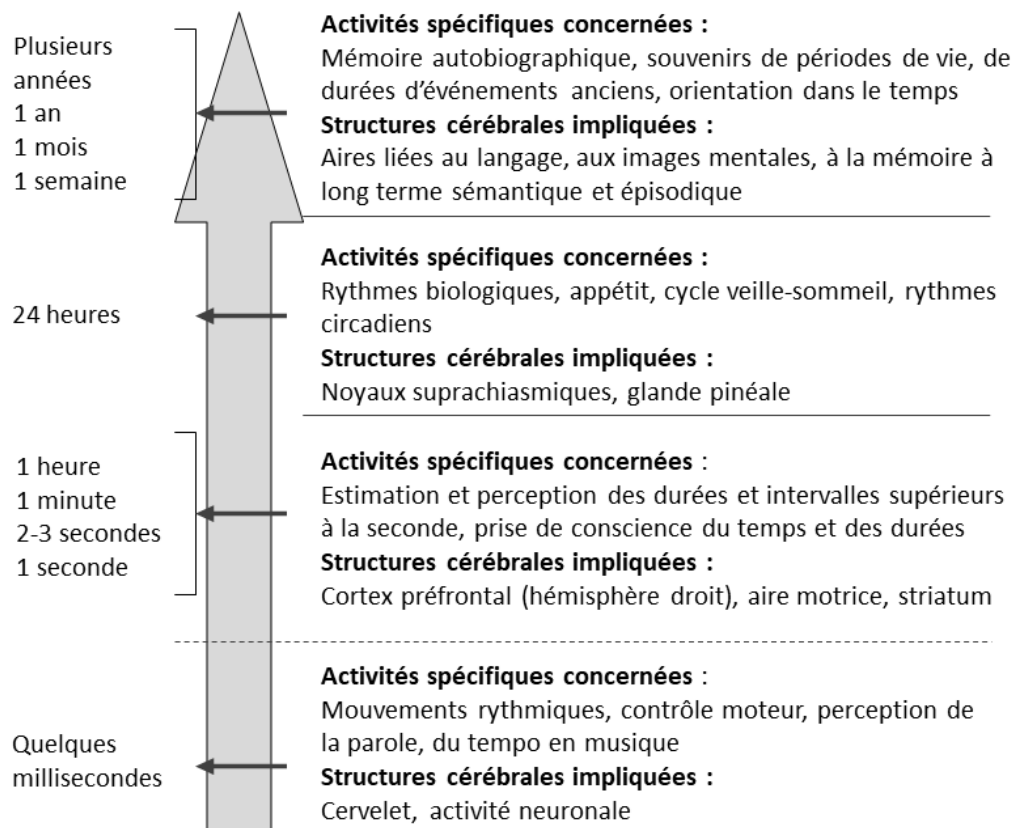 Plusieurs
années
1 an
1 mois
1 semaine
Activités spécifiques concernées :
Mémoire autobiographique, souvenirs de périodes de vie, de
durées d’événements anciens, orientation dans le temps
Structures cérébrales impliquées :
Aires liées au langage, aux images mentales, à la mémoire à
long terme sémantique et épisodique
24 heures
Activités spécifiques concernées :
Rythmes biologiques, appétit, cycle veille-sommeil, rythmes
circadiens
Structures cérébrales impliquées :
Noyaux suprachiasmiques, glande pinéale
1 heure
1 minute
2-3 secondes
1 seconde
Activités spécifiques concernées :
Estimation et perception des durées et intervalles supérieurs
à la seconde, prise de conscience du temps et des durées
Structures cérébrales impliquées :
Cortex préfrontal (hémisphère droit), aire motrice, striatum
Quelques
millisecondes
Activités spécifiques concernées :
Mouvements rythmiques, contrôle moteur, perception de
la parole, du tempo en musique
Structures cérébrales impliquées :
Cervelet, activité neuronale